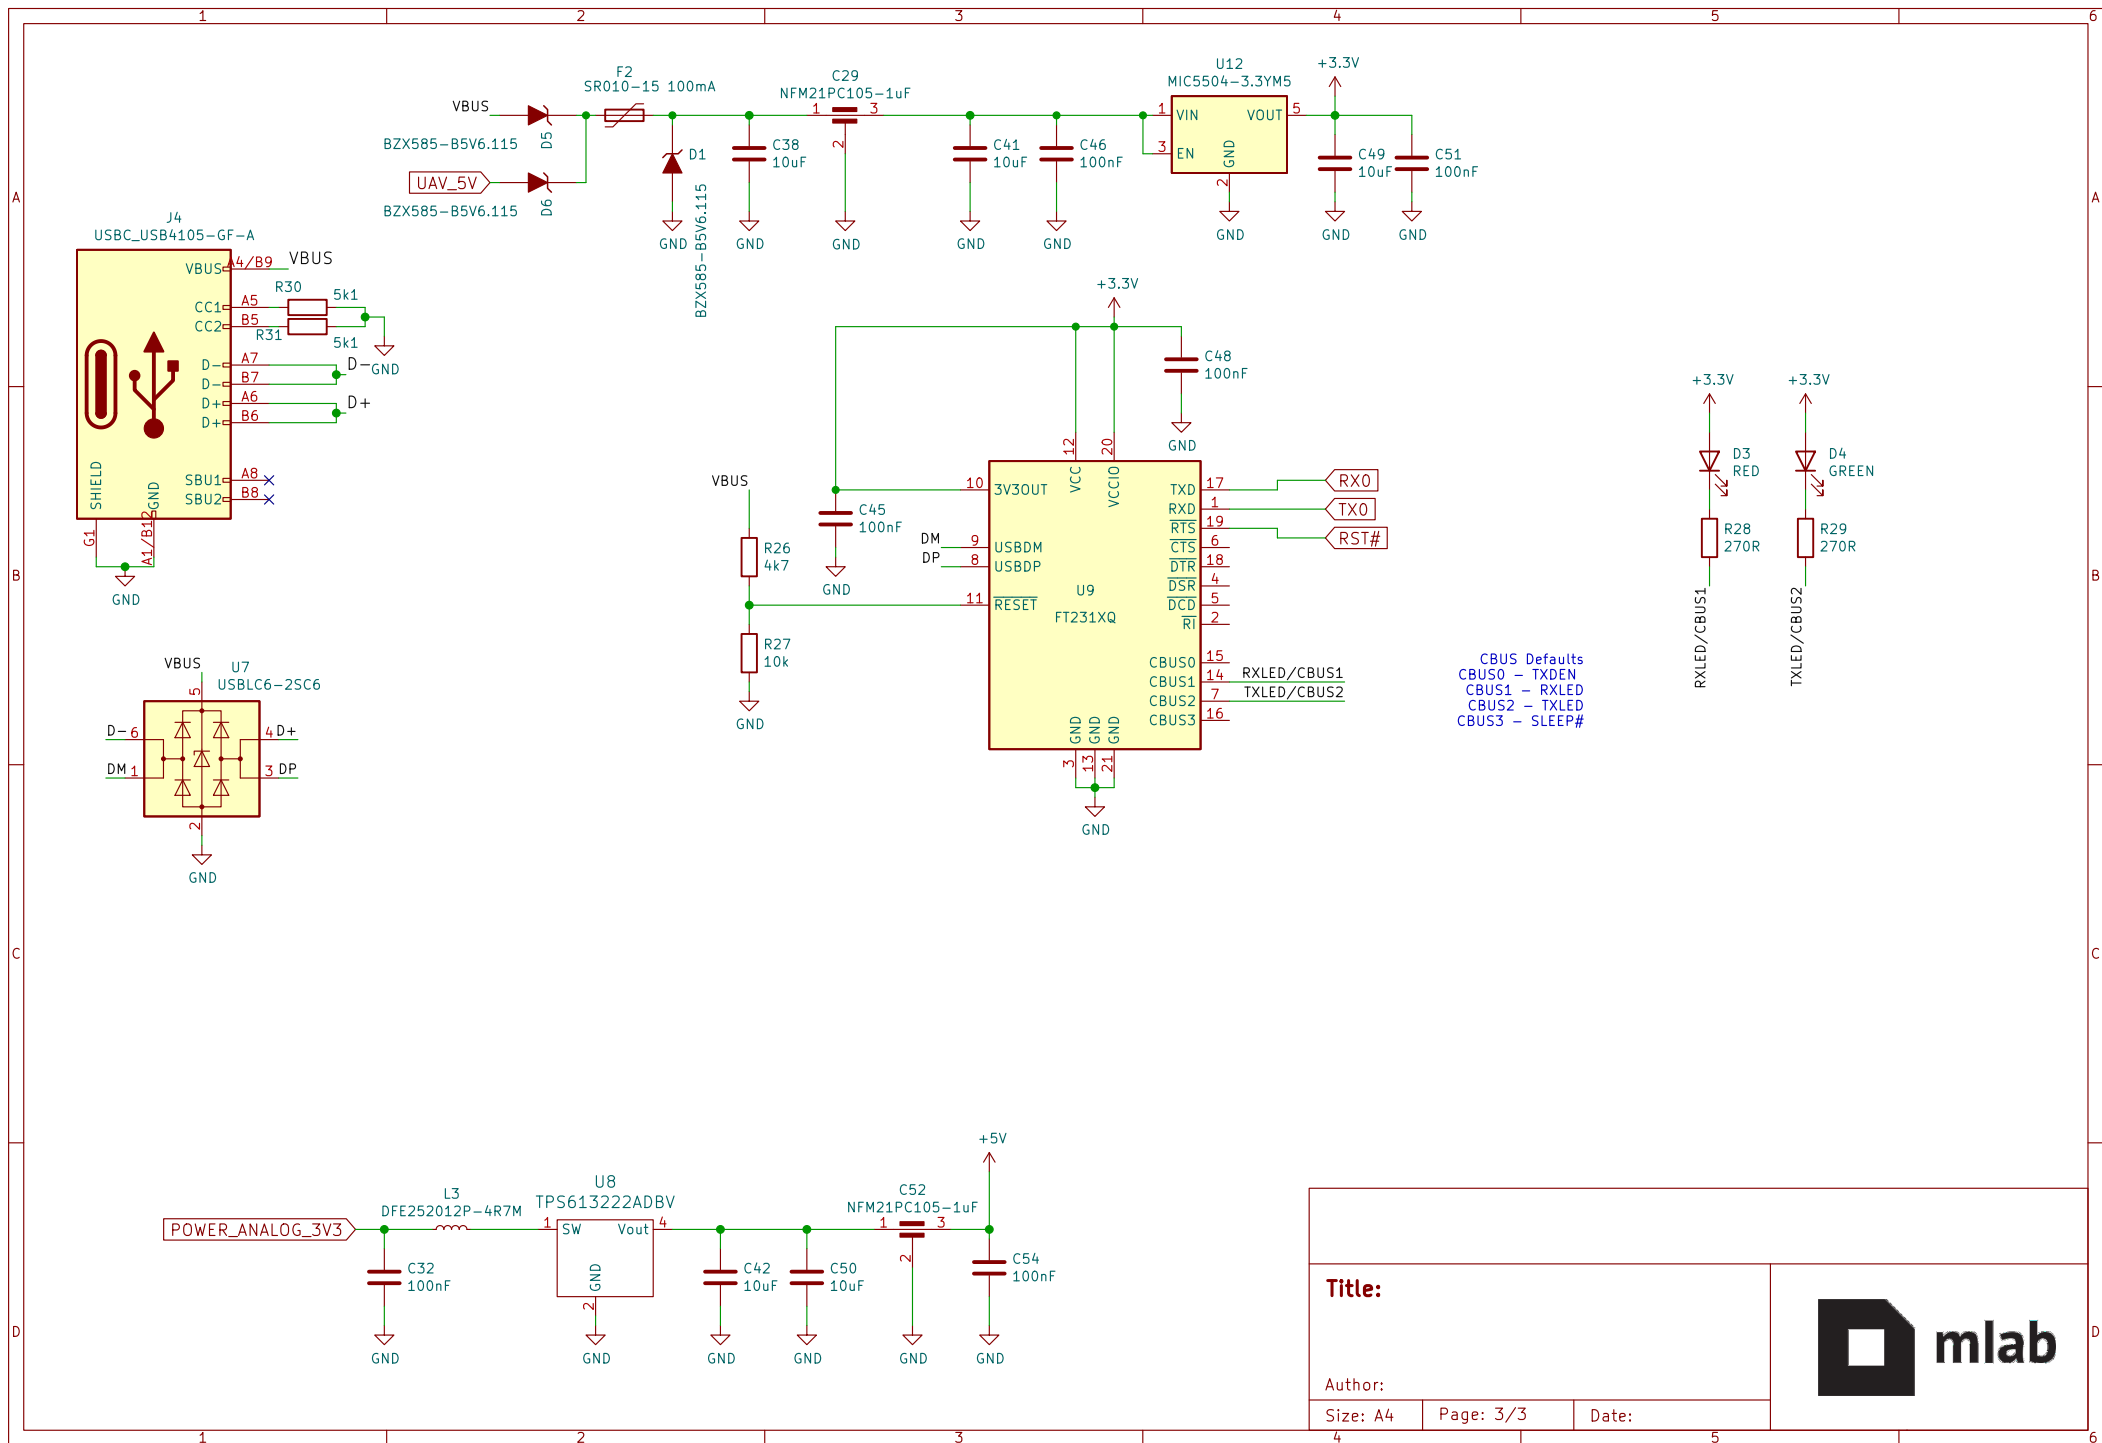 1 2 3 4 5 6
A
B
C
D
A
B
C
D
1 2 3 4 5 6
VBUS
D5
BZX585-B5V6.115
UAV_5V
D6
BZX585-B5V6.115
F2
SR010-15 100mA
D1
BZX585-B5V6.115
GND
C38
10uF
GND
C29
NFM21PC105-1uF
1 3
2
GND
C41
10uF
GND
C46
100nF
GND
U12
MIC5504-3.3YM5
1 VIN
VOUT 5
3 EN
GND
2
GND
+3.3V
C49
10uF
GND
C51
100nF
GND
J4
USBC_USB4105-GF-A
VBUS A4/B9
VBUS
CC1 A5
R30
5k1
CC2 B5
R31
5k1
GND
D- A7
D- B7
D-
D+ A6
D+ B6
D+
SBU1 A8
SBU2 B8
SHIELD
GND
G1
A1/B12
GND
VBUS
U7
USBLC6-2SC6
5
D- 6
4 D+
DM 1
3 DP
2
GND
+3.3V
C48
100nF
GND
VBUS
R26
4k7
R27
10k
GND
C45
100nF
GND
DM
DP
U9
FT231XQ
12
VCC
20
VCCIO
10 3V3OUT
9 USBDM
8 USBDP
11 RESET
TXD 17
RXD 1
RTS 19
CTS 6
DTR 18
DSR 4
DCD 5
RI 2
CBUS0 15
CBUS1 14
CBUS2 7
CBUS3 16
GND
GND
GND
3
13
21
GND
RX0
TX0
RST#
RXLED/CBUS1
TXLED/CBUS2
CBUS Defaults
CBUS0 - TXDEN
CBUS1 - RXLED
CBUS2 - TXLED
CBUS3 - SLEEP#
+3.3V
D3
RED
R28
270R
RXLED/CBUS1
+3.3V
D4
GREEN
R29
270R
TXLED/CBUS2
POWER_ANALOG_3V3
C32
100nF
GND
L3
DFE252012P-4R7M
U8
TPS613222ADBV
1 SW
Vout 4
GND
2
GND
C42
10uF
GND
C50
10uF
GND
C52
NFM21PC105-1uF
1 3
2
GND
+5V
C54
100nF
GND
Title:
Author:
Size: A4
Page: 3/3
Date:
mlab